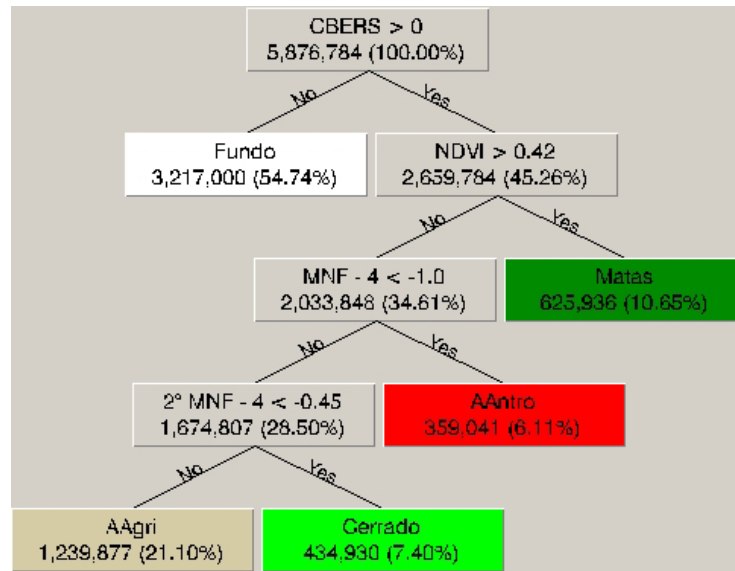 CBERS > 0
5,876,784 (100.00%)
No
Yes
Fundo
3,217,000 (54.74%)
NDVI > 0.42
2,659,784 (45.26%)
No
Yes
MNF - 4 < -1.0
2,033,848 (34.61%)
Matas
625,936 (10.65%)
No
Yes
2° MNF - 4 < -0.45
1,674,807 (28.50%)
AAntro
359,041 (6.11%)
No
Yes
AAgri
1,239,877 (21.10%)
Cerrado
434,930 (7.40%)